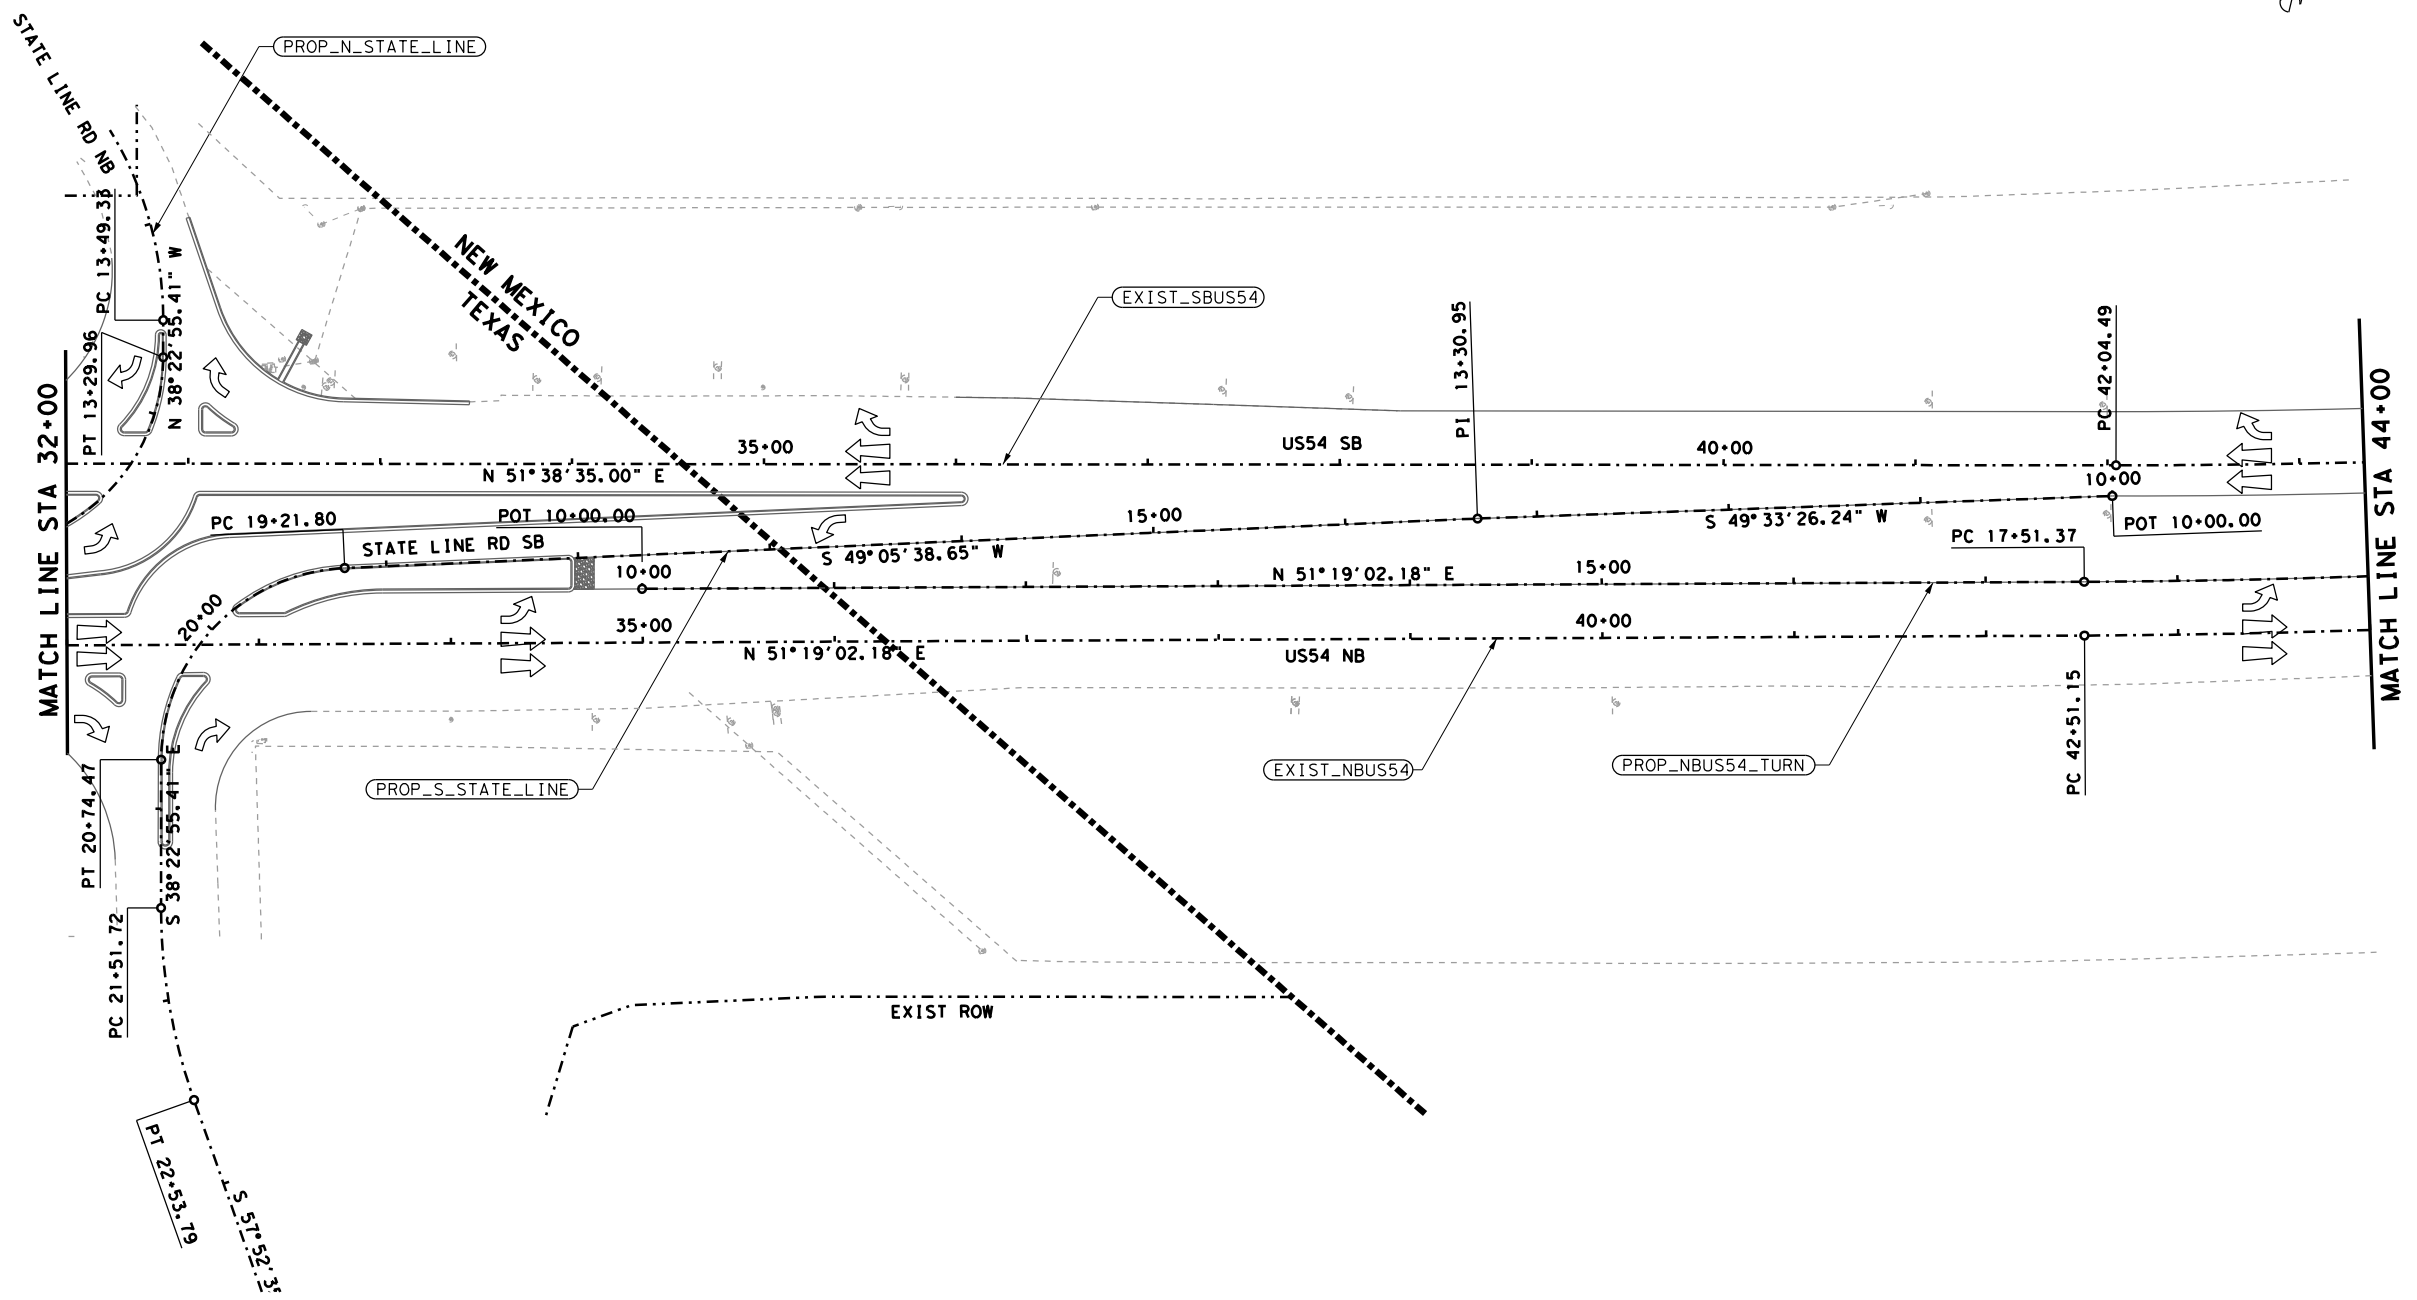 STATE LINE RD NB
PROP_N_STATE_LINE
PC 13+49.33
N 38°22'55.41" W
PT 13+29.96
NEW MEXICO
TEXAS
EXIST_SBUS54
PI 13+30.95
PC 42+04.49
MATCH LINE STA 32+00
MATCH LINE STA 44+00
35+00
US54 SB
40+00
N 51°38'35.00" E
10+00
PC 19+21.80
POT 10+00.00
15+00
S 49°33'26.24" W
POT 10+00.00
STATE LINE RD SB
S 49°05'38.65" W
PC 17+51.37
10+00
N 51°19'02.18" E
15+00
20+00
35+00
40+00
N 51°19'02.18" E
US54 NB
PT 20+74.47
S 38°22'55.41" E
PROP_S_STATE_LINE
EXIST_NBUS54
PROP_NBUS54_TURN
PC 42+51.15
PC 21+51.72
EXIST ROW
PT 22+53.79
S 57°52'35